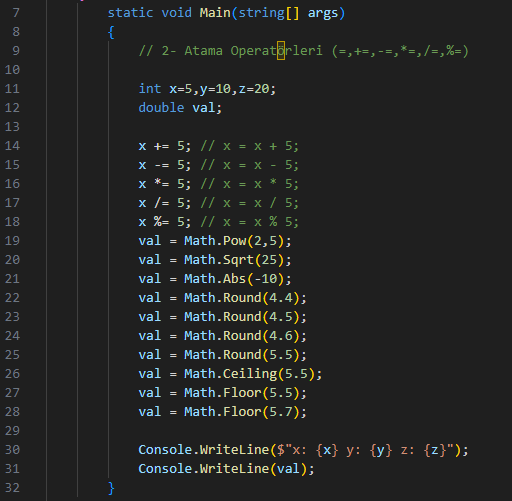 7 static void Main(string[] args)
8 {
9 // 2- Atama Operatörleri (=,+=,-=,*=,/=,%=)
10
11 int x=5,y=10,z=20;
12 double val;
13
14 x += 5; // x = x + 5;
15 x -= 5; // x = x - 5;
16 x *= 5; // x = x * 5;
17 x /= 5; // x = x / 5;
18 x %= 5; // x = x % 5;
19 val = Math.Pow(2,5);
20 val = Math.Sqrt(25);
21 val = Math.Abs(-10);
22 val = Math.Round(4.4);
23 val = Math.Round(4.5);
24 val = Math.Round(4.6);
25 val = Math.Round(5.5);
26 val = Math.Ceiling(5.5);
27 val = Math.Floor(5.5);
28 val = Math.Floor(5.7);
29
30 Console.WriteLine($"x: {x} y: {y} z: {z}");
31 Console.WriteLine(val);
32 }